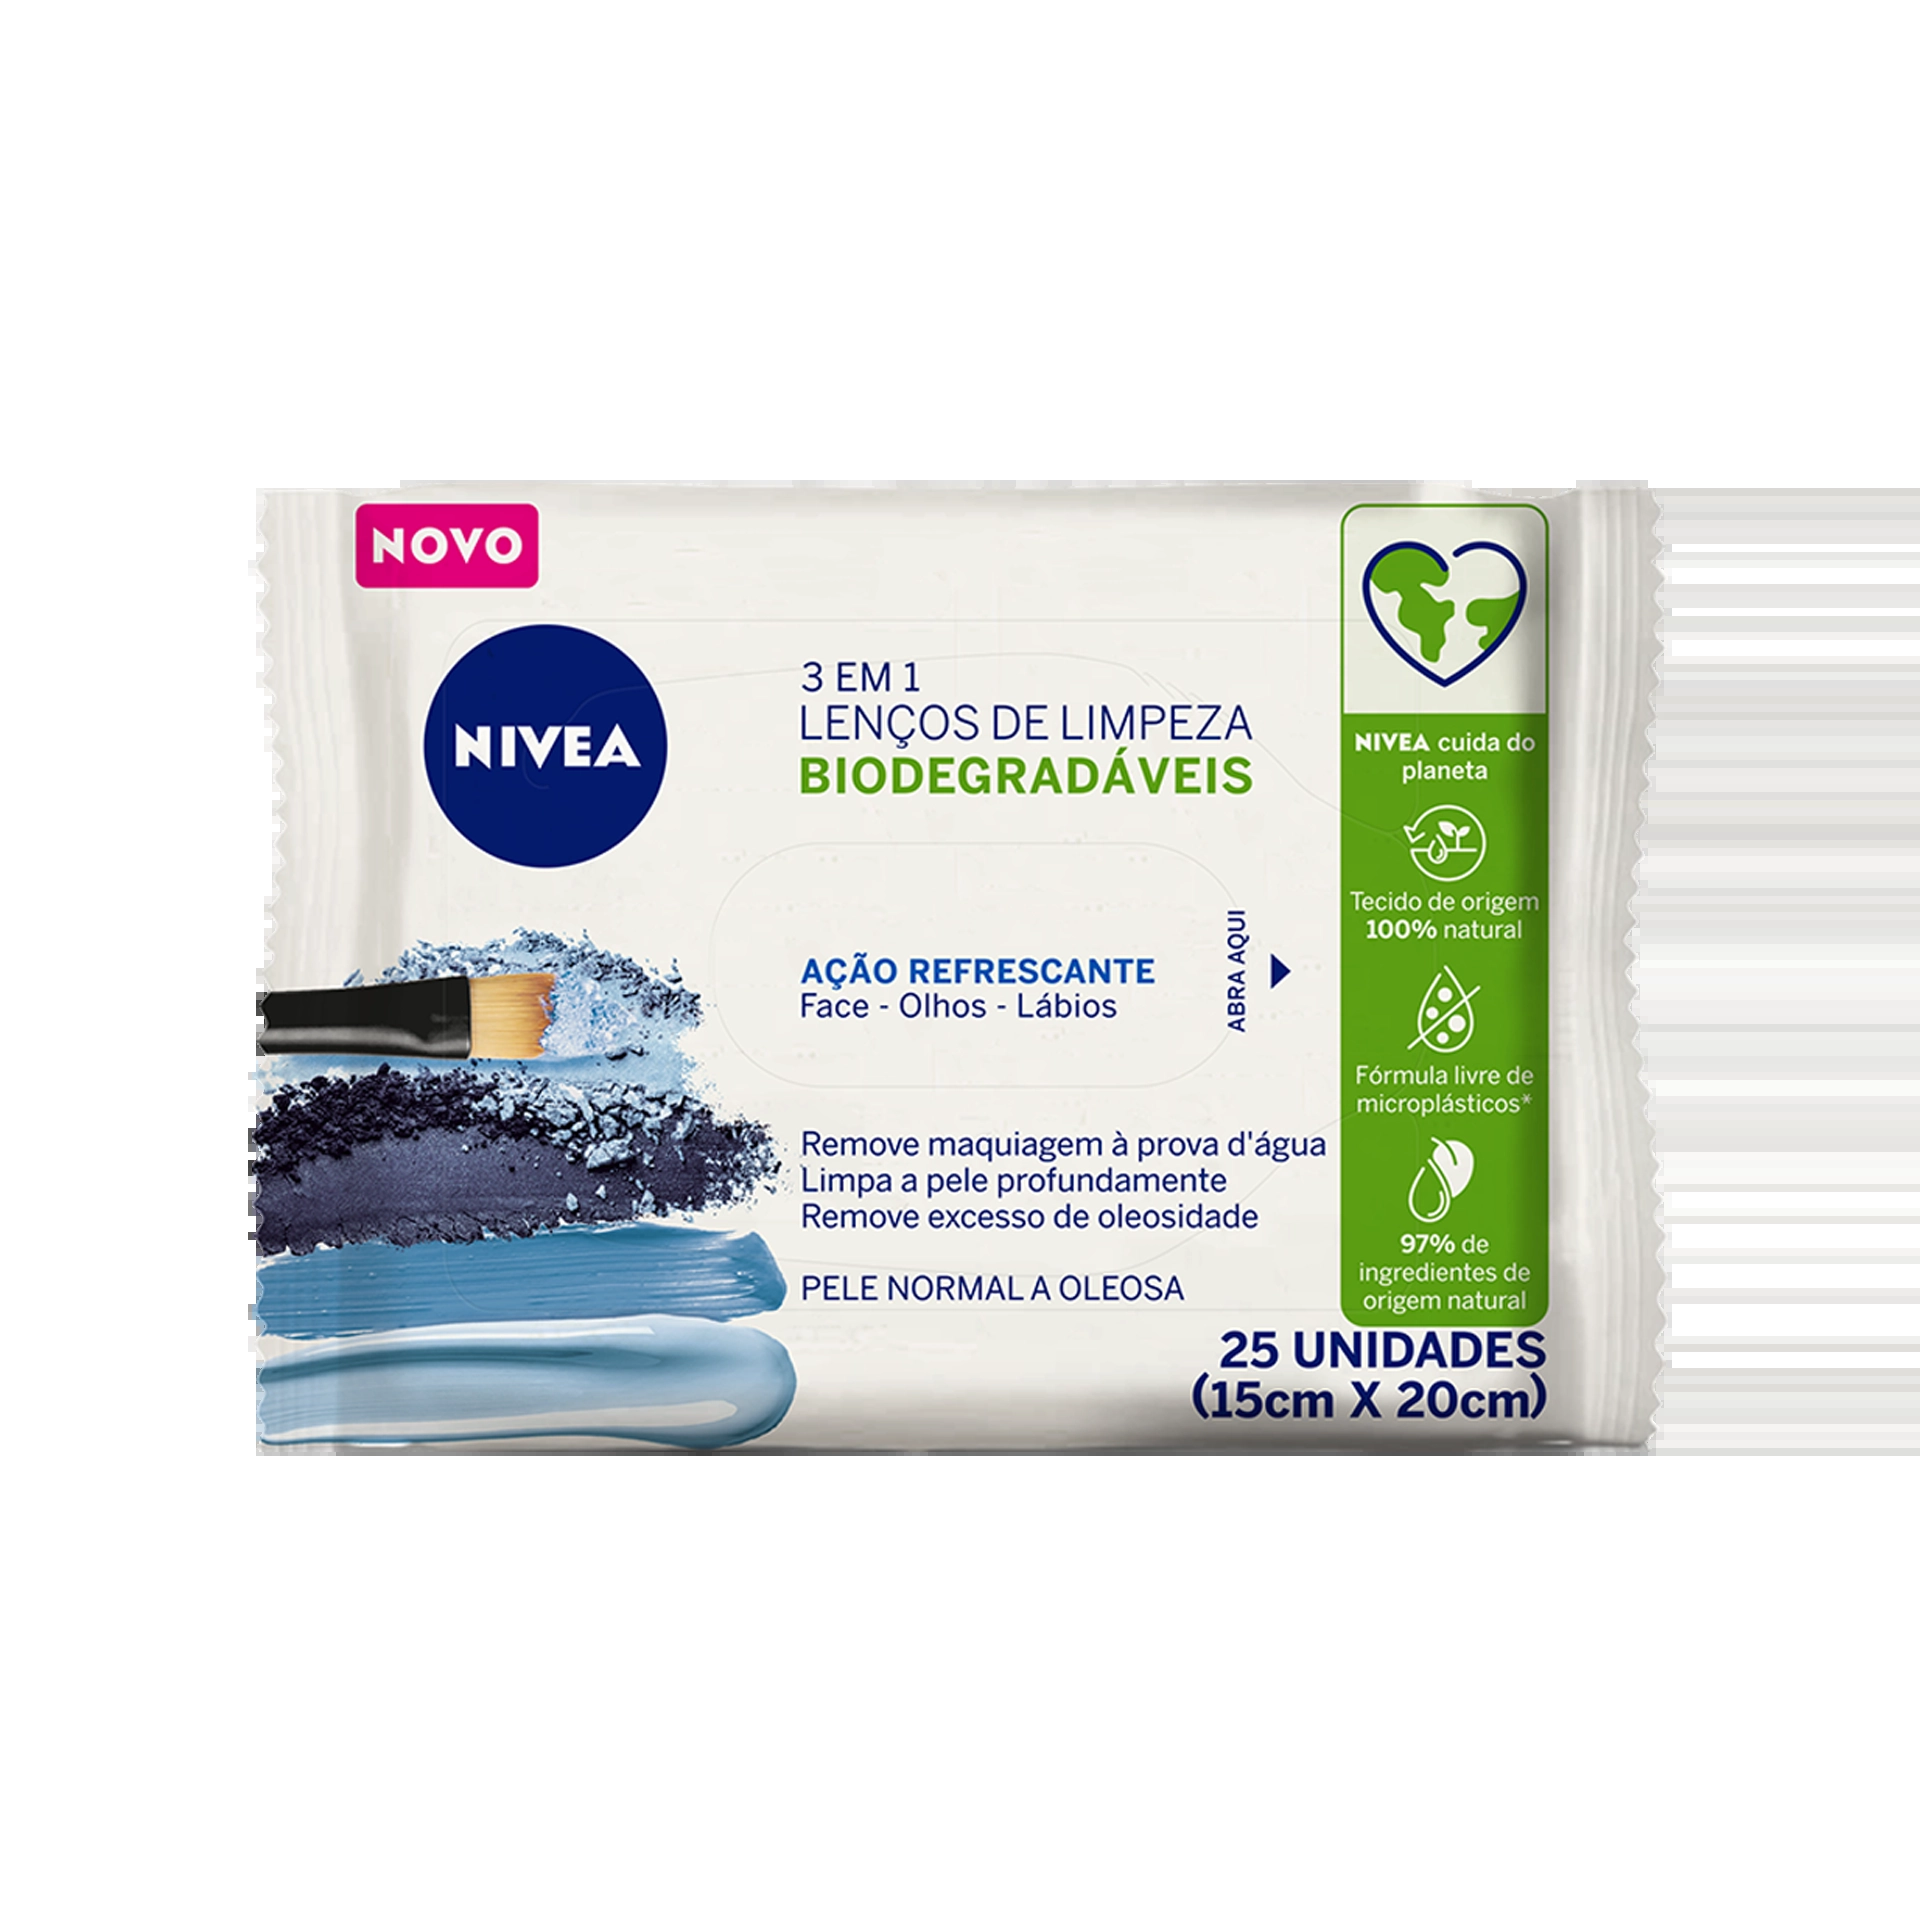 NOVO
NIVEA
3 EM 1
LENÇOS DE LIMPEZA
BIODEGRADÁVEIS
AÇÃO REFRESCANTE
Face - Olhos - Lábios
ABRA AQUI
Remove maquiagem à prova d'água
Limpa a pele profundamente
Remove excesso de oleosidade
PELE NORMAL A OLEOSA
NIVEA cuida do
planeta
Tecido de origem
100% natural
Fórmula livre de
microplásticos*
97% de
ingredientes de
origem natural
25 UNIDADES
(15cm X 20cm)